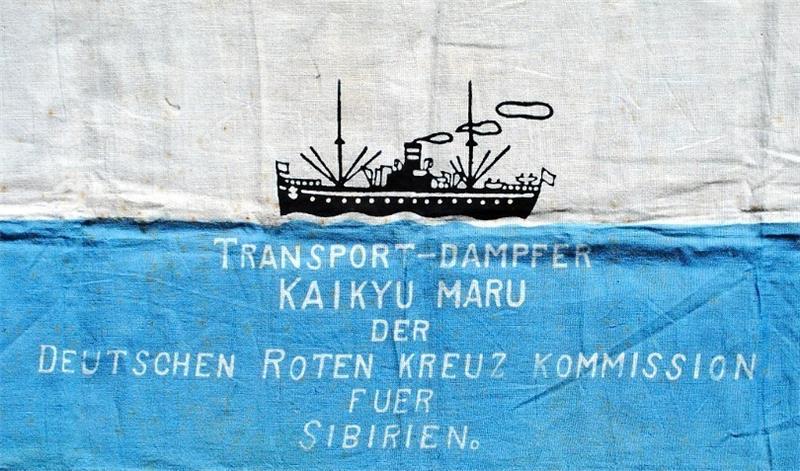 TRANSPORT-DAMPFER
KAIKYU MARU
DER
DEUTSCHEN ROTEN KREUZ KOMMISSION
FUER
SIBIRIEN.